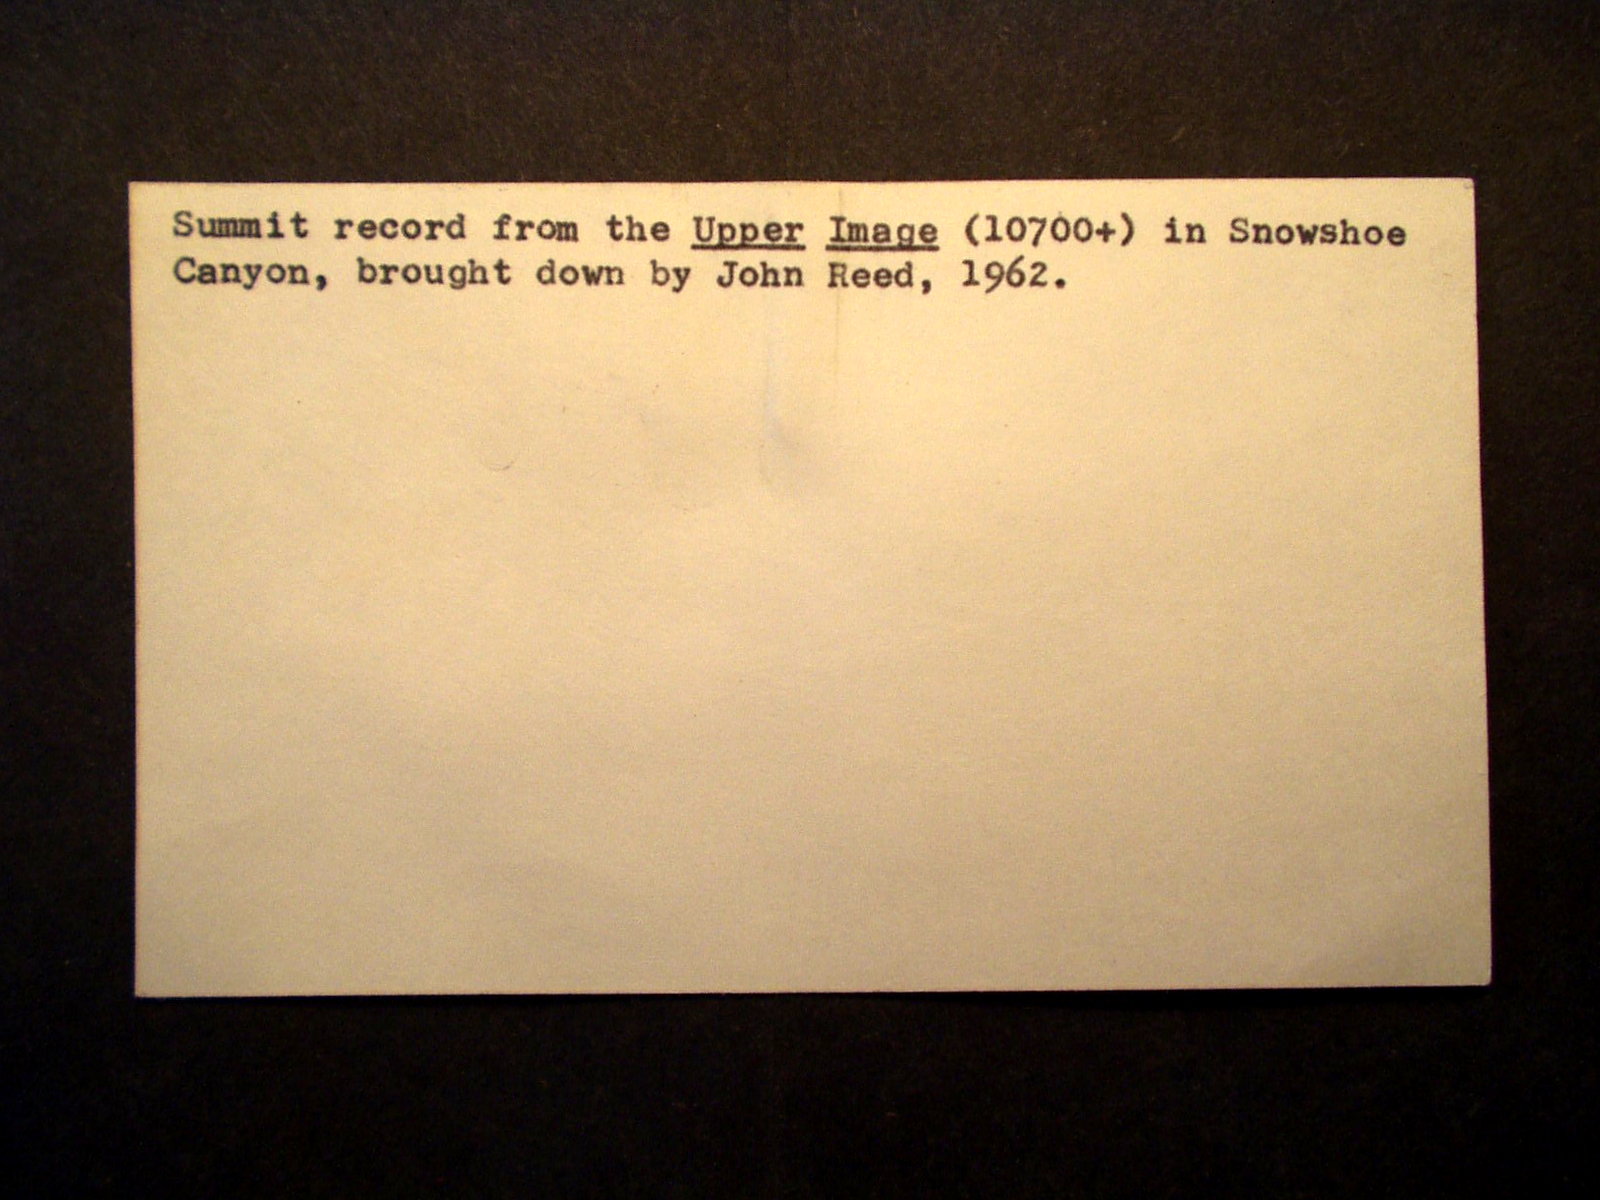 Summit record from the Upper Image (10700+) in Snowshoe
Canyon, brought down by John Reed, 1962.